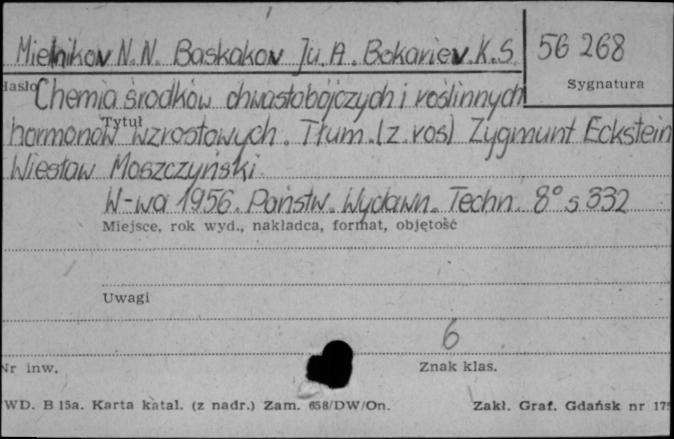 Mielnikov N. N. Baskakov Ju. A. Bokariev. K. S. 56 268
Hasło Sygnatura
Chemia środków chwastobójczych i roślinnych
Tytuł
hormonów wzrostowych. Tłum. (z ros) Zygmunt Eckstein
Wiesław Moszczyński
W-wa 1956. Państw. Wydawn. Techn. 8° s 332
Miejsce, rok wyd., nakładca, format, objętość
Uwagi
6
Nr inw. Znak klas.
WD. B 15a. Karta katal. (z nadr.) Zam. 658/DW/On. Zakł. Graf. Gdańsk nr 175